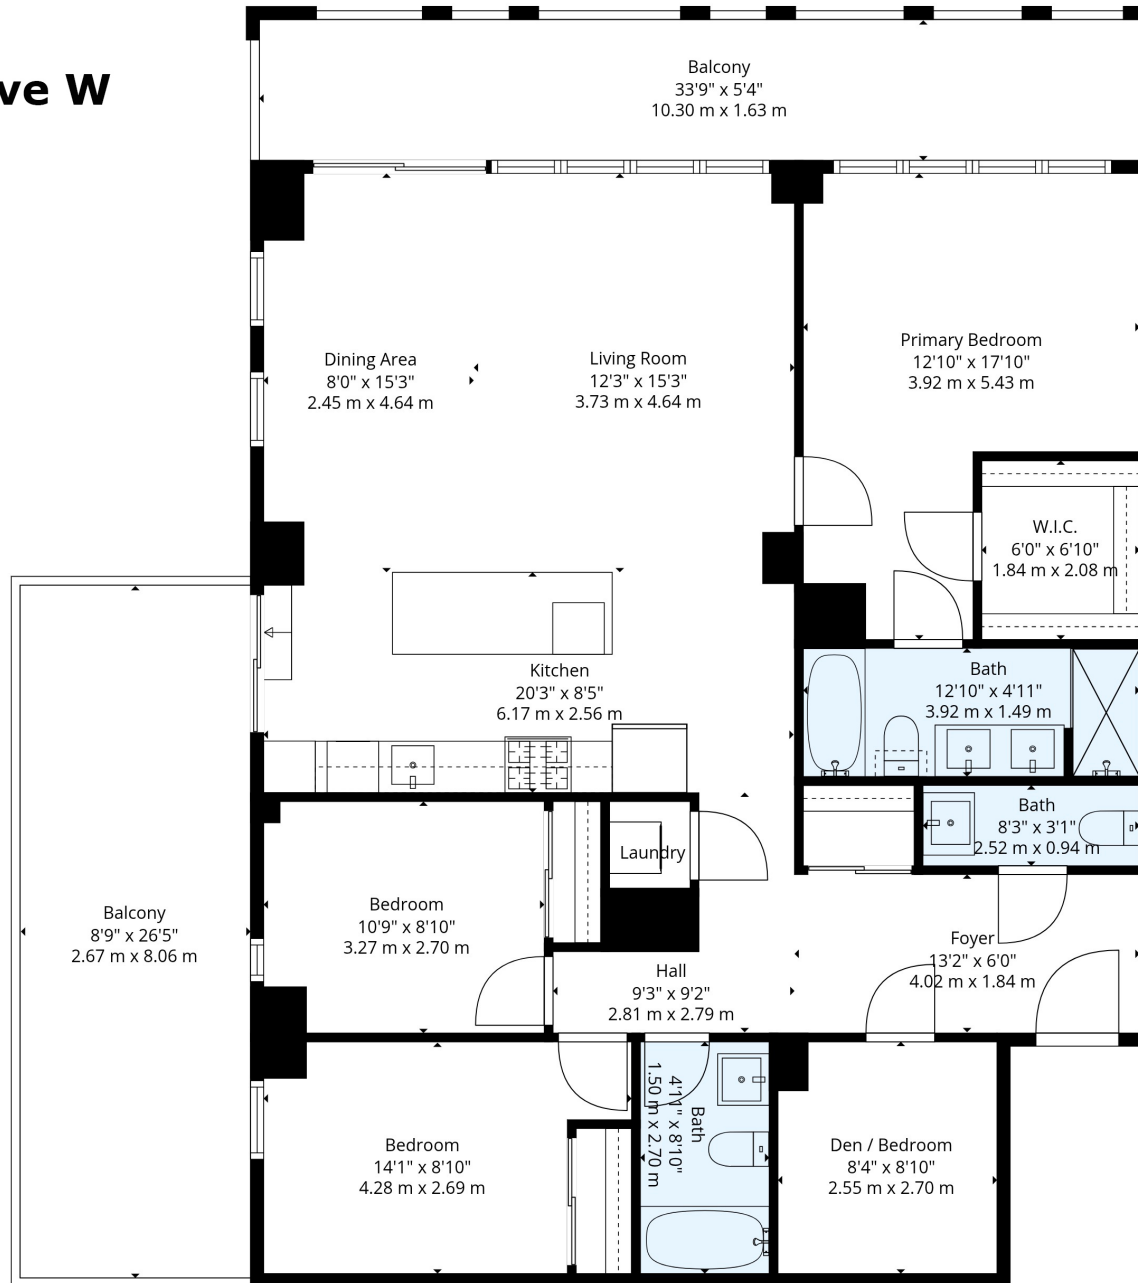 ve W
Balcony
33'9" x 5'4"
10.30 m x 1.63 m
Dining Area
8'0" x 15'3"
2.45 m x 4.64 m
Living Room
12'3" x 15'3"
3.73 m x 4.64 m
Primary Bedroom
12'10" x 17'10"
3.92 m x 5.43 m
W.I.C.
6'0" x 6'10"
1.84 m x 2.08 m
Kitchen
20'3" x 8'5"
6.17 m x 2.56 m
Bath
12'10" x 4'11"
3.92 m x 1.49 m
Bath
8'3" x 3'1"
2.52 m x 0.94 m
Laundry
Balcony
8'9" x 26'5"
2.67 m x 8.06 m
Bedroom
10'9" x 8'10"
3.27 m x 2.70 m
Hall
9'3" x 9'2"
2.81 m x 2.79 m
Foyer
13'2" x 6'0"
4.02 m x 1.84 m
Bedroom
14'1" x 8'10"
4.28 m x 2.69 m
Bath
4'11" x 8'10"
1.50 m x 2.70 m
Den / Bedroom
8'4" x 8'10"
2.55 m x 2.70 m